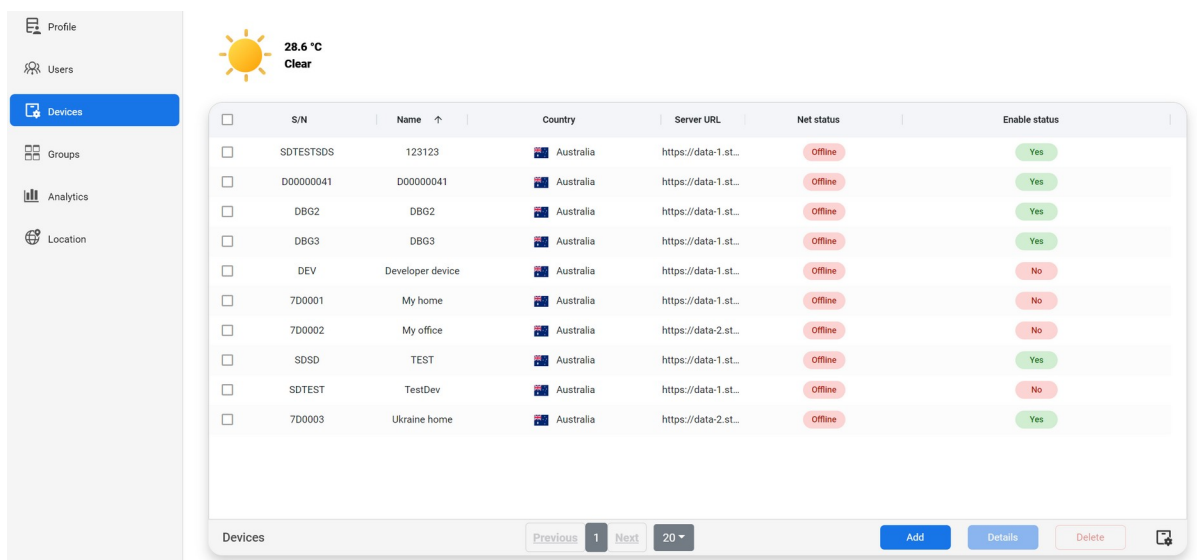 Profile
Users
Devices
Groups
Analytics
Location
28.6 °C
Clear
S/N Name ↑ Country Server URL Net status Enable status
SDTESTSDS 123123 Australia https://data-1.st... Offline Yes
D00000041 D00000041 Australia https://data-1.st... Offline Yes
DBG2 DBG2 Australia https://data-1.st... Offline Yes
DBG3 DBG3 Australia https://data-1.st... Offline Yes
DEV Developer device Australia https://data-1.st... Offline No
7D0001 My home Australia https://data-1.st... Offline No
7D0002 My office Australia https://data-2.st... Offline No
SDSD TEST Australia https://data-1.st... Offline Yes
SDTEST TestDev Australia https://data-1.st... Offline No
7D0003 Ukraine home Australia https://data-2.st... Offline Yes
Devices Previous 1 Next 20 Add Details Delete